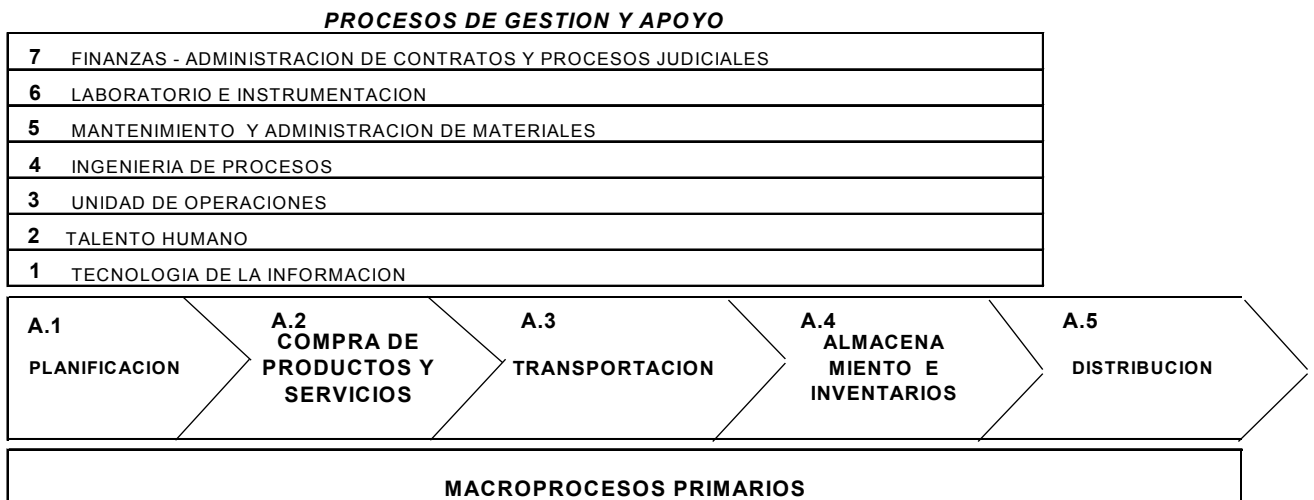 PROCESOS DE GESTION Y APOYO
7 FINANZAS - ADMINISTRACION DE CONTRATOS Y PROCESOS JUDICIALES
6 LABORATORIO E INSTRUMENTACION
5 MANTENIMIENTO Y ADMINISTRACION DE MATERIALES
4 INGENIERIA DE PROCESOS
3 UNIDAD DE OPERACIONES
2 TALENTO HUMANO
1 TECNOLOGIA DE LA INFORMACION
A.1
PLANIFICACION
A.2
COMPRA DE
PRODUCTOS Y
SERVICIOS
A.3
TRANSPORTACION
A.4
ALMACENA
MIENTO E
INVENTARIOS
A.5
DISTRIBUCION
MACROPROCESOS PRIMARIOS